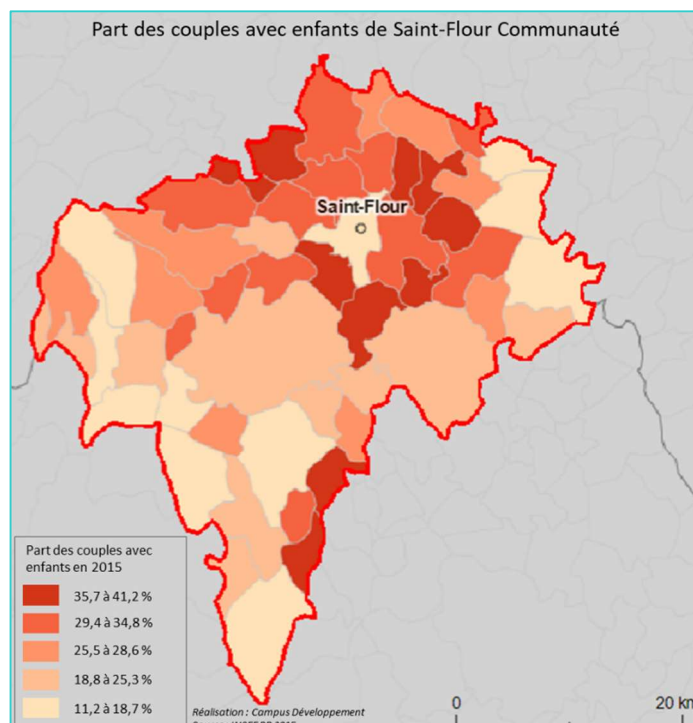 Part des couples avec enfants de Saint-Flour Communauté
Saint-Flour
Part des couples avec
enfants en 2015
35,7 à 41,2 %
29,4 à 34,8 %
25,5 à 28,6 %
18,8 à 25,3 %
11,2 à 18,7 %
Réalisation : Campus Développement
0
20 km